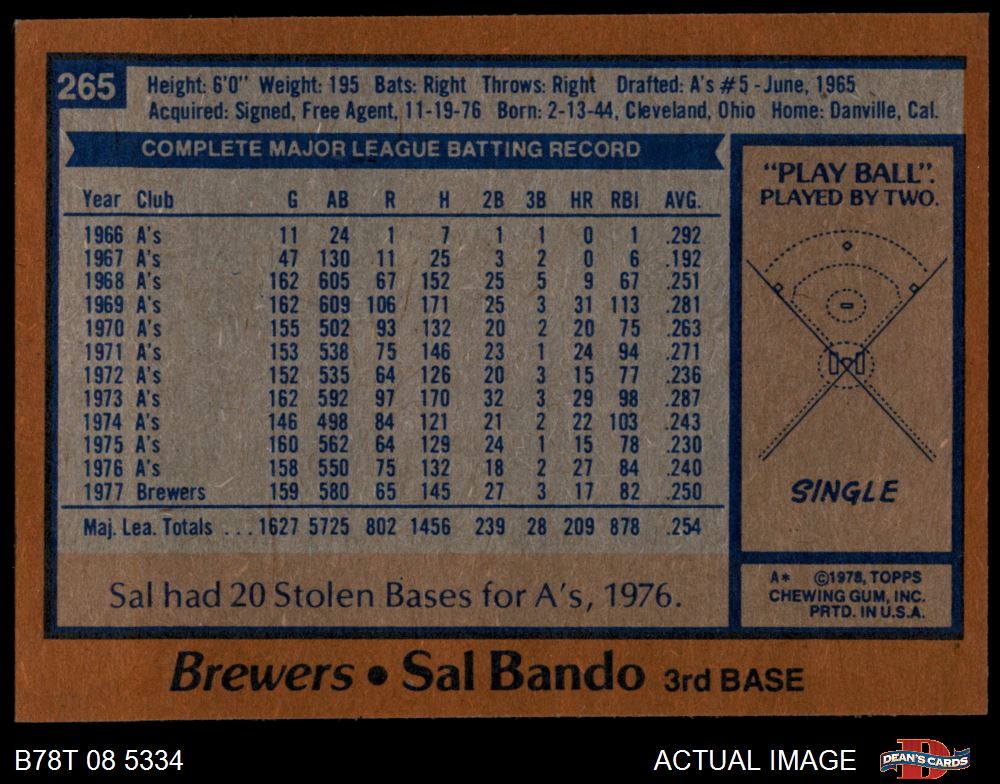 265
Height: 6'0" Weight: 195 Bats: Right Throws: Right Drafted: A's #5 - June, 1965
Acquired: Signed, Free Agent, 11-19-76 Born: 2-13-44, Cleveland, Ohio Home: Danville, Cal.
COMPLETE MAJOR LEAGUE BATTING RECORD
Year Club G AB R H 2B 3B HR RBI AVG.
1966 A's 11 24 1 7 1 1 0 1 .292
1967 A's 47 130 11 25 3 2 0 6 .192
1968 A's 162 605 67 152 25 5 9 67 .251
1969 A's 162 609 106 171 25 3 31 113 .281
1970 A's 155 502 93 132 20 2 20 75 .263
1971 A's 153 538 75 146 23 1 24 94 .271
1972 A's 152 535 64 126 20 3 15 77 .236
1973 A's 162 592 97 170 32 3 29 98 .287
1974 A's 146 498 84 121 21 2 22 103 .243
1975 A's 160 562 64 129 24 1 15 78 .230
1976 A's 158 550 75 132 18 2 27 84 .240
1977 Brewers 159 580 65 145 27 3 17 82 .250
Maj. Lea. Totals ... 1627 5725 802 1456 239 28 209 878 .254
Sal had 20 Stolen Bases for A's, 1976.
"PLAY BALL".
PLAYED BY TWO.
SINGLE
A* ©1978, TOPPS
CHEWING GUM, INC.
PRTD. IN U.S.A.
Brewers • Sal Bando 3rd BASE
B78T 08 5334
ACTUAL IMAGE
D
DEAN'S CARDS